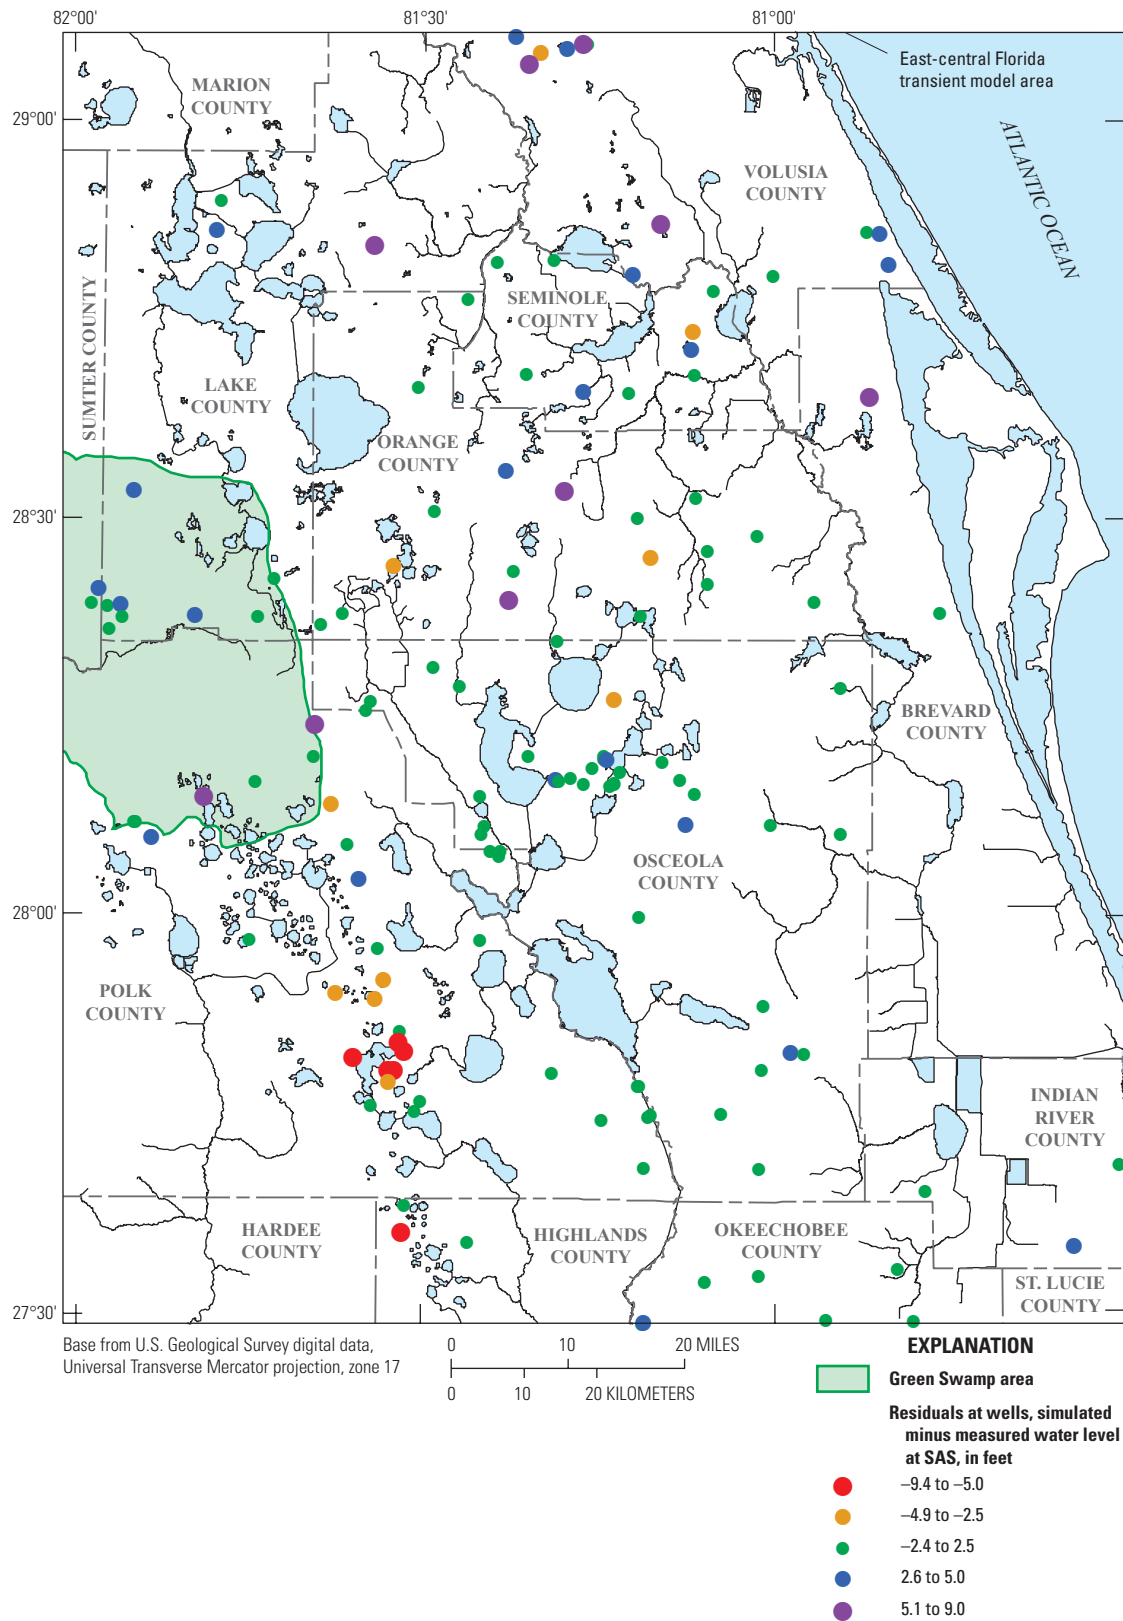 82°00'
81°30'
81°00'
East-central Florida
transient model area
MARION
COUNTY
29°00'
ATLANTIC OCEAN
VOLUSIA
COUNTY
SEMINOLE
COUNTY
SUMTER COUNTY
LAKE
COUNTY
ORANGE
COUNTY
28°30'
BREVARD
COUNTY
OSCEOLA
COUNTY
28°00'
POLK
COUNTY
INDIAN
RIVER
COUNTY
HARDEE
COUNTY
HIGHLANDS
COUNTY
OKEECHOBEE
COUNTY
ST. LUCIE
COUNTY
27°30'
Base from U.S. Geological Survey digital data,
Universal Transverse Mercator projection, zone 17
0 10 20 MILES
0 10 20 KILOMETERS
EXPLANATION
Green Swamp area
Residuals at wells, simulated
minus measured water level
at SAS, in feet
–9.4 to –5.0
–4.9 to –2.5
–2.4 to 2.5
2.6 to 5.0
5.1 to 9.0